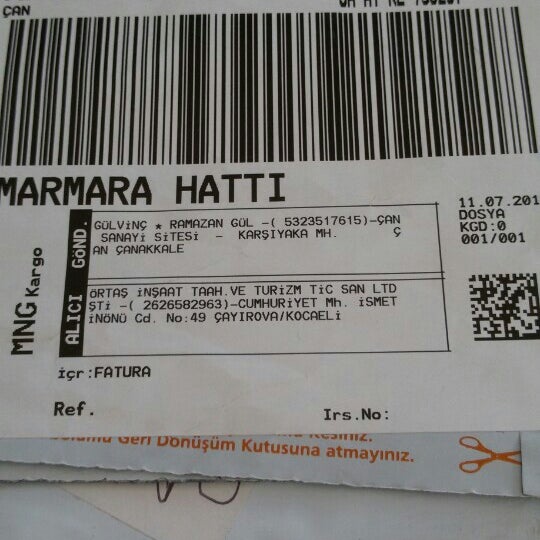 ÇAN
MARMARA HATTI
11.07.201
DOSYA
KGD:0
001/001
MNG Kargo
GÖND.
GÜLVİNÇ * RAMAZAN GÜL -( 5323517615)-ÇAN
SANAYİ SİTESİ - KARŞIYAKA MH. Ç
AN ÇANAKKALE
ALICI
ÖRTAŞ İNŞAAT TAAH.VE TURİZM TİC SAN LTD
ŞTİ -( 2626582963)-CUMHURİYET Mh. İSMET
İNÖNÜ Cd. No:49 ÇAYIROVA/KOCAELİ
içr:FATURA
Ref.
Irs.No:
Geri Dönüşüm Kutusuna atmayınız.